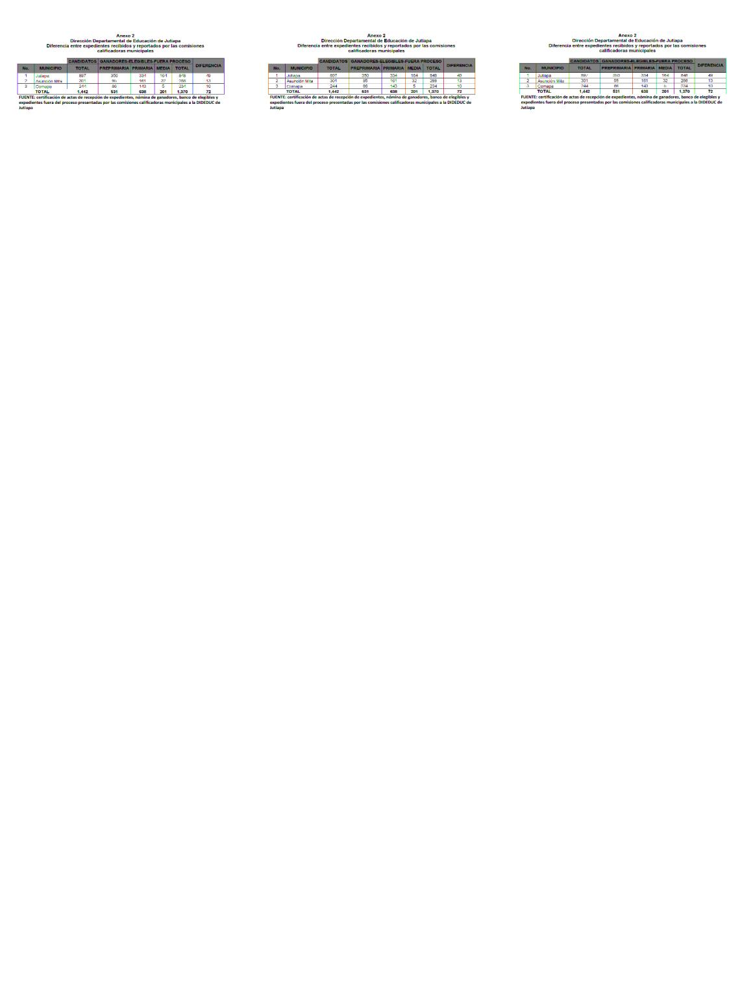 Anexo 2
Dirección Departamental de Educación de Jutiapa
Diferencia entre expedientes recibidos y reportados por las comisiones
calificadoras municipales
CANDIDATOS GANADORES-ELEGIBLES-FUERA PROCESO DIFERENCIA
No. MUNICIPIO TOTAL PREPRIMARIA PRIMARIA MEDIA TOTAL
1 Jutiapa 897 350 334 164 848 49
2 Asunción Mita 301 95 161 32 288 13
3 Comapa 244 86 143 5 234 10
TOTAL 1,442 531 638 201 1,370 72
FUENTE: certificación de actas de recepción de expedientes, nómina de ganadores, banco de elegibles y
expedientes fuera del proceso presentadas por las comisiones calificadoras municipales a la DIDEDUC de
Jutiapa
Anexo 2
Dirección Departamental de Educación de Jutiapa
Diferencia entre expedientes recibidos y reportados por las comisiones
calificadoras municipales
CANDIDATOS GANADORES-ELEGIBLES-FUERA PROCESO DIFERENCIA
No. MUNICIPIO TOTAL PREPRIMARIA PRIMARIA MEDIA TOTAL
1 Jutiapa 897 350 334 164 848 49
2 Asunción Mita 301 95 161 32 288 13
3 Comapa 244 86 143 5 234 10
TOTAL 1,442 531 638 201 1,370 72
FUENTE: certificación de actas de recepción de expedientes, nómina de ganadores, banco de elegibles y
expedientes fuera del proceso presentadas por las comisiones calificadoras municipales a la DIDEDUC de
Jutiapa
Anexo 2
Dirección Departamental de Educación de Jutiapa
Diferencia entre expedientes recibidos y reportados por las comisiones
calificadoras municipales
CANDIDATOS GANADORES-ELEGIBLES-FUERA PROCESO DIFERENCIA
No. MUNICIPIO TOTAL PREPRIMARIA PRIMARIA MEDIA TOTAL
1 Jutiapa 897 350 334 164 848 49
2 Asunción Mita 301 95 161 32 288 13
3 Comapa 244 86 143 5 234 10
TOTAL 1,442 531 638 201 1,370 72
FUENTE: certificación de actas de recepción de expedientes, nómina de ganadores, banco de elegibles y
expedientes fuera del proceso presentadas por las comisiones calificadoras municipales a la DIDEDUC de
Jutiapa